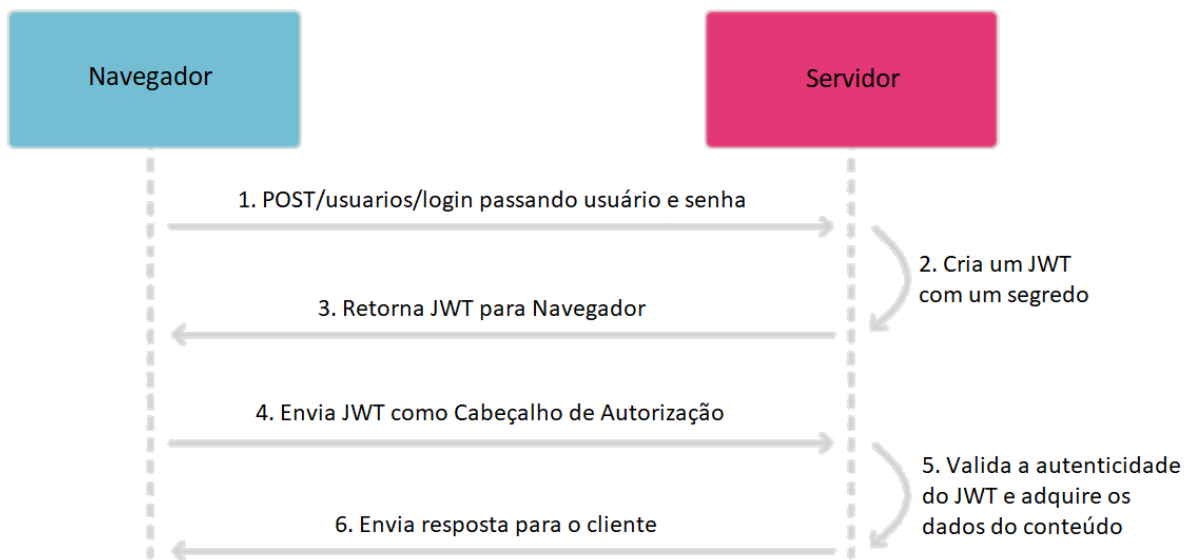 Navegador
Servidor
1. POST/usuarios/login passando usuário e senha
2. Cria um JWT
com um segredo
3. Retorna JWT para Navegador
4. Envia JWT como Cabeçalho de Autorização
5. Valida a autenticidade
do JWT e adquire os
dados do conteúdo
6. Envia resposta para o cliente